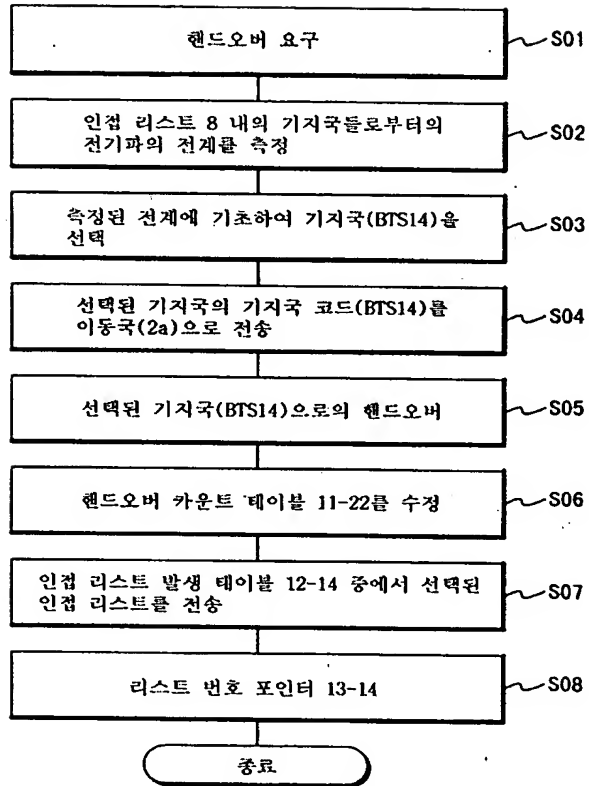 핸드오버 요구
S01
인접 리스트 8 내의 기지국들로부터의
전기파의 전계를 측정
S02
측정된 전계에 기초하여 기지국(BTS14)을
선택
S03
선택된 기지국의 기지국 코드(BTS14)를
이동국(2a)으로 전송
S04
선택된 기지국(BTS14)으로의 핸드오버
S05
핸드오버 카운트 테이블 11-22를 수정
S06
인접 리스트 발생 테이블 12-14 중에서 선택된
인접 리스트를 전송
S07
리스트 번호 포인터 13-14
S08
종료